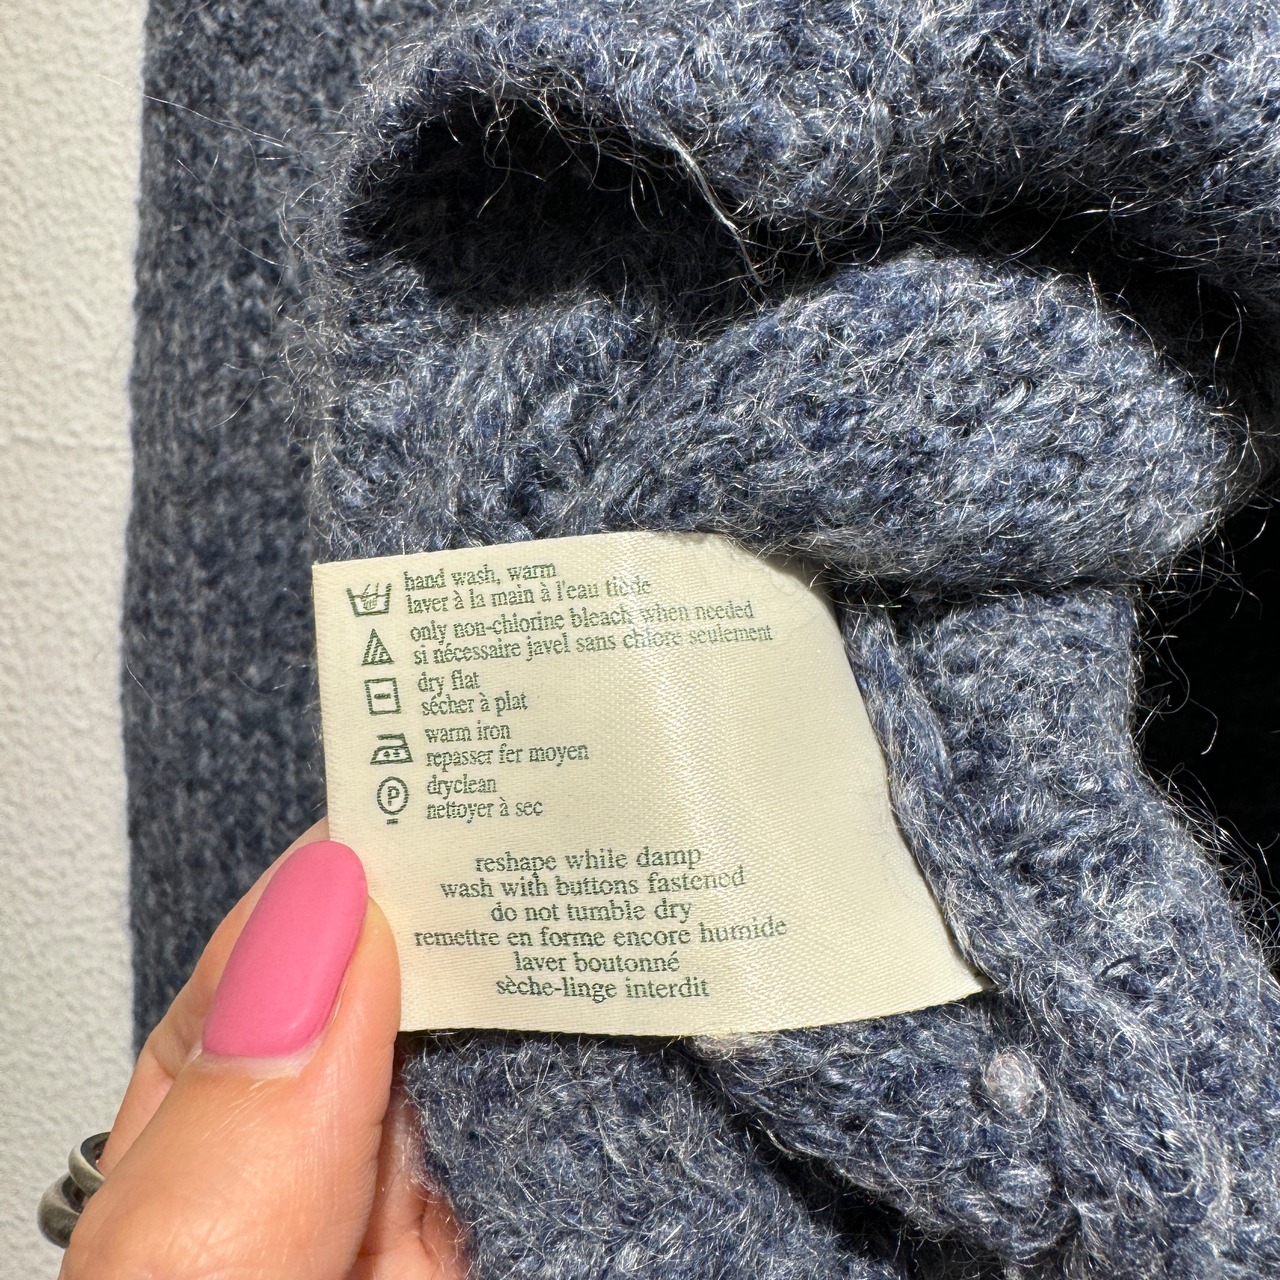 hand wash, warm
laver à la main à l'eau tiède
only non-chlorine bleach, when needed
si nécessaire javel sans chlore seulement
dry flat
sécher à plat
warm iron
repasser fer moyen
P
dryclean
nettoyer à sec
reshape while damp
wash with buttons fastened
do not tumble dry
remettre en forme encore humide
laver boutonné
sèche-linge interdit